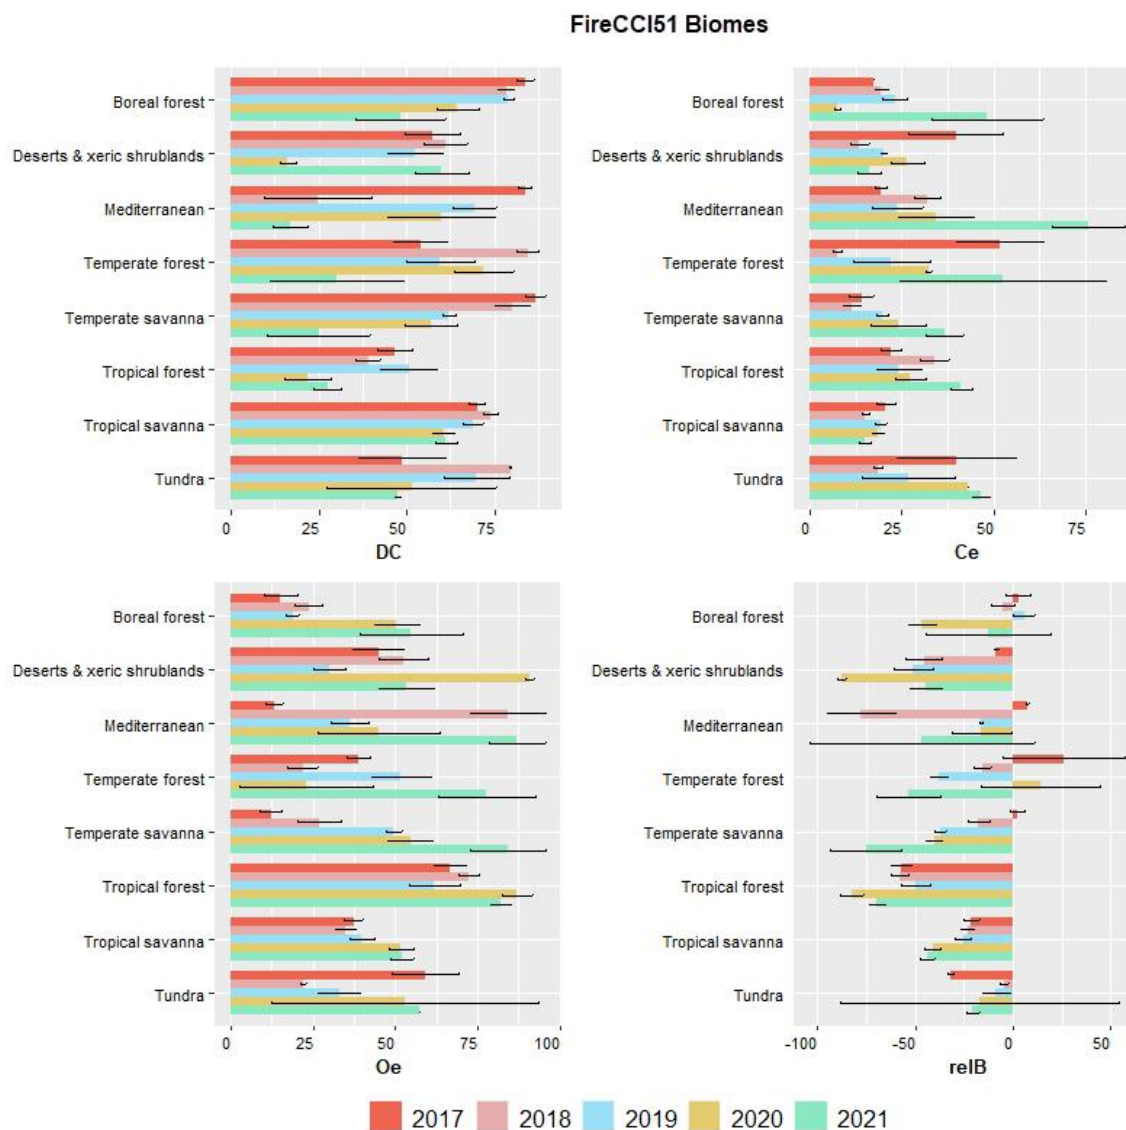 FireCCI51 Biomes
Boreal forest
Deserts & xeric shrublands
Mediterranean
Temperate forest
Temperate savanna
Tropical forest
Tropical savanna
Tundra
0 25 50 75
DC
Boreal forest
Deserts & xeric shrublands
Mediterranean
Temperate forest
Temperate savanna
Tropical forest
Tropical savanna
Tundra
0 25 50 75
Ce
Boreal forest
Deserts & xeric shrublands
Mediterranean
Temperate forest
Temperate savanna
Tropical forest
Tropical savanna
Tundra
0 25 50 75 100
Oe
Boreal forest
Deserts & xeric shrublands
Mediterranean
Temperate forest
Temperate savanna
Tropical forest
Tropical savanna
Tundra
-100 -50 0 50
relB
2017 2018 2019 2020 2021